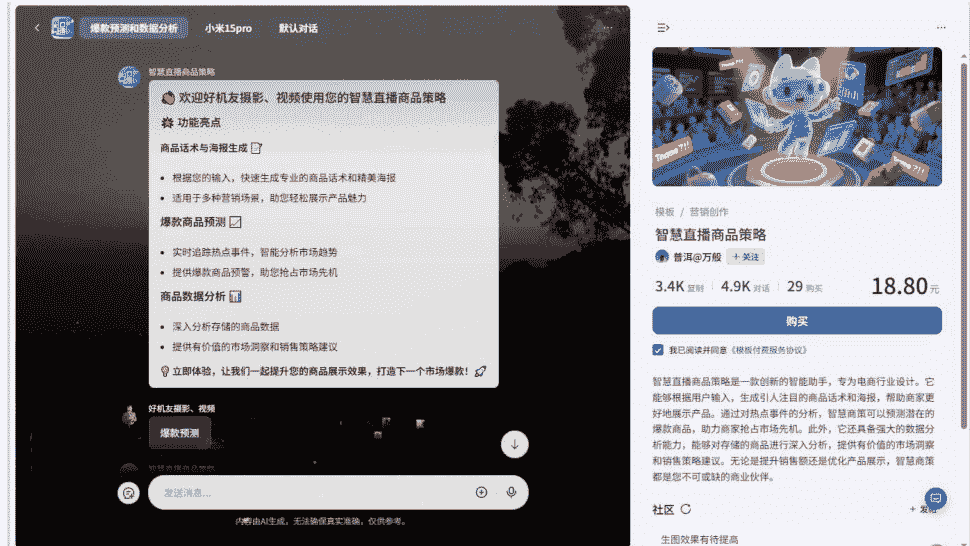 爆款预测和数据分析
小米15pro
默认对话
智慧直播商品策略
欢迎好机友摄影、视频使用您的智慧直播商品策略
功能亮点
商品话术与海报生成
• 根据您的输入，快速生成专业的商品话术和精美海报
• 适用于多种营销场景，助您轻松展示产品魅力
爆款商品预测
• 实时追踪热点事件，智能分析市场趋势
• 提供爆款商品预警，助您抢占市场先机
商品数据分析
• 深入分析存储的商品数据
• 提供有价值的市场洞察和销售策略建议
立即体验，让我们一起提升您的商品展示效果，打造下一个市场爆款！
好机友摄影、视频
爆款预测
智慧直播商品策略
发送消息...
内容由AI生成，无法确保真实准确，仅供参考。
模板 / 营销创作
智慧直播商品策略
普洱@万般
+ 关注
3.4K 复制
4.9K 对话
29 购买
18.80元
购买
我已阅读并同意《模板付费服务协议》
智慧直播商品策略是一款创新的智能助手，专为电商行业设计。它
能够根据用户输入，生成引人注目的商品话术和海报，帮助商家更
好地展示产品。通过对热点事件的分析，智慧商策可以预测潜在的
爆款商品，助力商家抢占市场先机。此外，它还具备强大的数据分
析能力，能够对存储的商品进行深入分析，提供有价值的市场洞察
和销售策略建议。无论是提升销售额还是优化产品展示，智慧商策
都是您不可或缺的商业伙伴。
社区
+ 发
生图效果有待提高